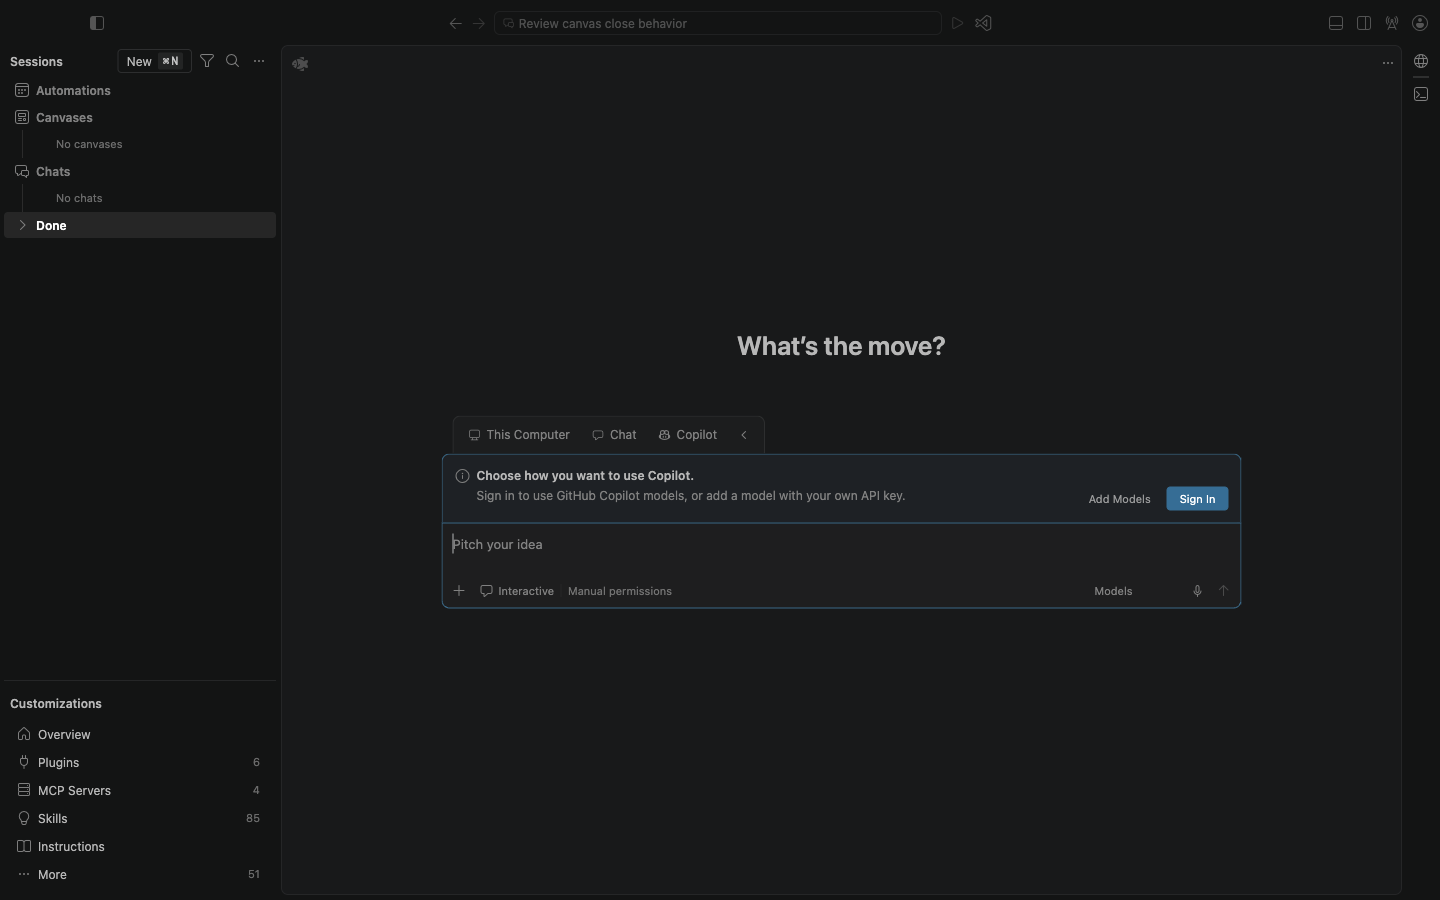 Review canvas close behavior
Sessions
New ⌘N
Automations
Canvases
No canvases
Chats
No chats
Done
What's the move?
This Computer Chat Copilot
Choose how you want to use Copilot.
Sign in to use GitHub Copilot models, or add a model with your own API key.
Add Models Sign In
Pitch your idea
Interactive Manual permissions Models
Customizations
Overview
Plugins 6
MCP Servers 4
Skills 85
Instructions
More 51